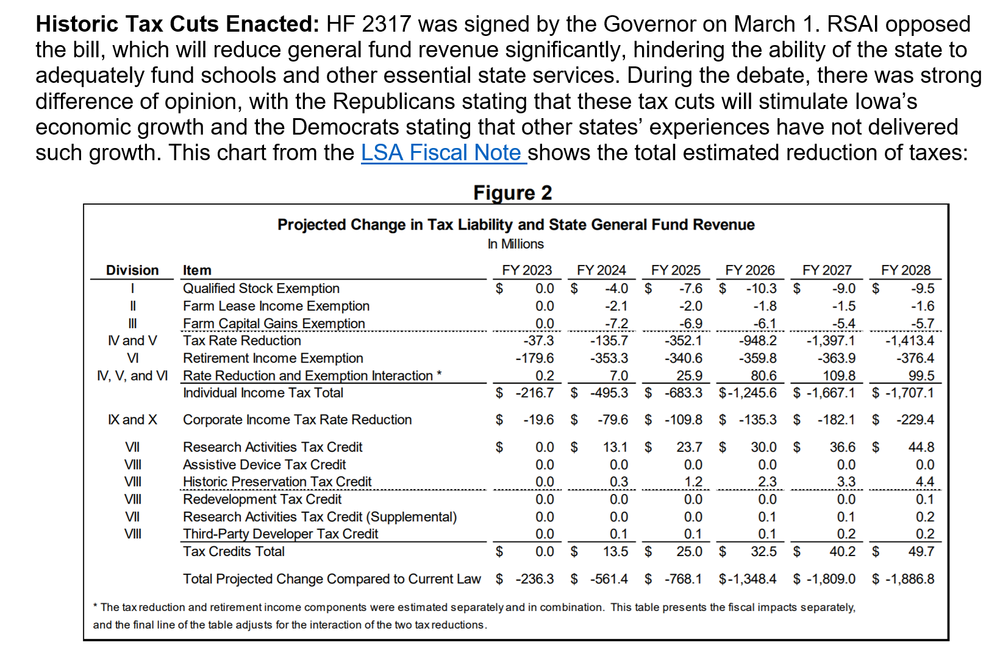 Historic Tax Cuts Enacted: HF 2317 was signed by the Governor on March 1. RSAI opposed
the bill, which will reduce general fund revenue significantly, hindering the ability of the state to
adequately fund schools and other essential state services. During the debate, there was strong
difference of opinion, with the Republicans stating that these tax cuts will stimulate Iowa's
economic growth and the Democrats stating that other states' experiences have not delivered
such growth. This chart from the LSA Fiscal Note shows the total estimated reduction of taxes:
Figure 2
Projected Change in Tax Liability and State General Fund Revenue
In Millions
Division Item FY 2023 FY 2024 FY 2025 FY 2026 FY 2027 FY 2028
I Qualified Stock Exemption $ 0.0 $ -4.0 $ -7.6 $ -10.3 $ -9.0 $ -9.5
II Farm Lease Income Exemption 0.0 -2.1 -2.0 -1.8 -1.5 -1.6
III Farm Capital Gains Exemption 0.0 -7.2 -6.9 -6.1 -5.4 -5.7
IV and V Tax Rate Reduction -37.3 -135.7 -352.1 -948.2 -1,397.1 -1,413.4
VI Retirement Income Exemption -179.6 -353.3 -340.6 -359.8 -363.9 -376.4
IV, V, and VI Rate Reduction and Exemption Interaction * 0.2 7.0 25.9 80.6 109.8 99.5
Individual Income Tax Total $ -216.7 $ -495.3 $ -683.3 $ -1,245.6 $ -1,667.1 $ -1,707.1
IX and X Corporate Income Tax Rate Reduction $ -19.6 $ -79.6 $ -109.8 $ -135.3 $ -182.1 $ -229.4
VII Research Activities Tax Credit $ 0.0 $ 13.1 $ 23.7 $ 30.0 $ 36.6 $ 44.8
VIII Assistive Device Tax Credit 0.0 0.0 0.0 0.0 0.0 0.0
VIII Historic Preservation Tax Credit 0.0 0.3 1.2 2.3 3.3 4.4
VIII Redevelopment Tax Credit 0.0 0.0 0.0 0.0 0.0 0.1
VII Research Activities Tax Credit (Supplemental) 0.0 0.0 0.0 0.1 0.1 0.2
VIII Third-Party Developer Tax Credit 0.0 0.1 0.1 0.1 0.2 0.2
Tax Credits Total $ 0.0 $ 13.5 $ 25.0 $ 32.5 $ 40.2 $ 49.7
Total Projected Change Compared to Current Law $ -236.3 $ -561.4 $ -768.1 $ -1,348.4 $ -1,809.0 $ -1,886.8
* The tax reduction and retirement income components were estimated separately and in combination. This table presents the fiscal impacts separately,
and the final line of the table adjusts for the interaction of the two tax reductions.